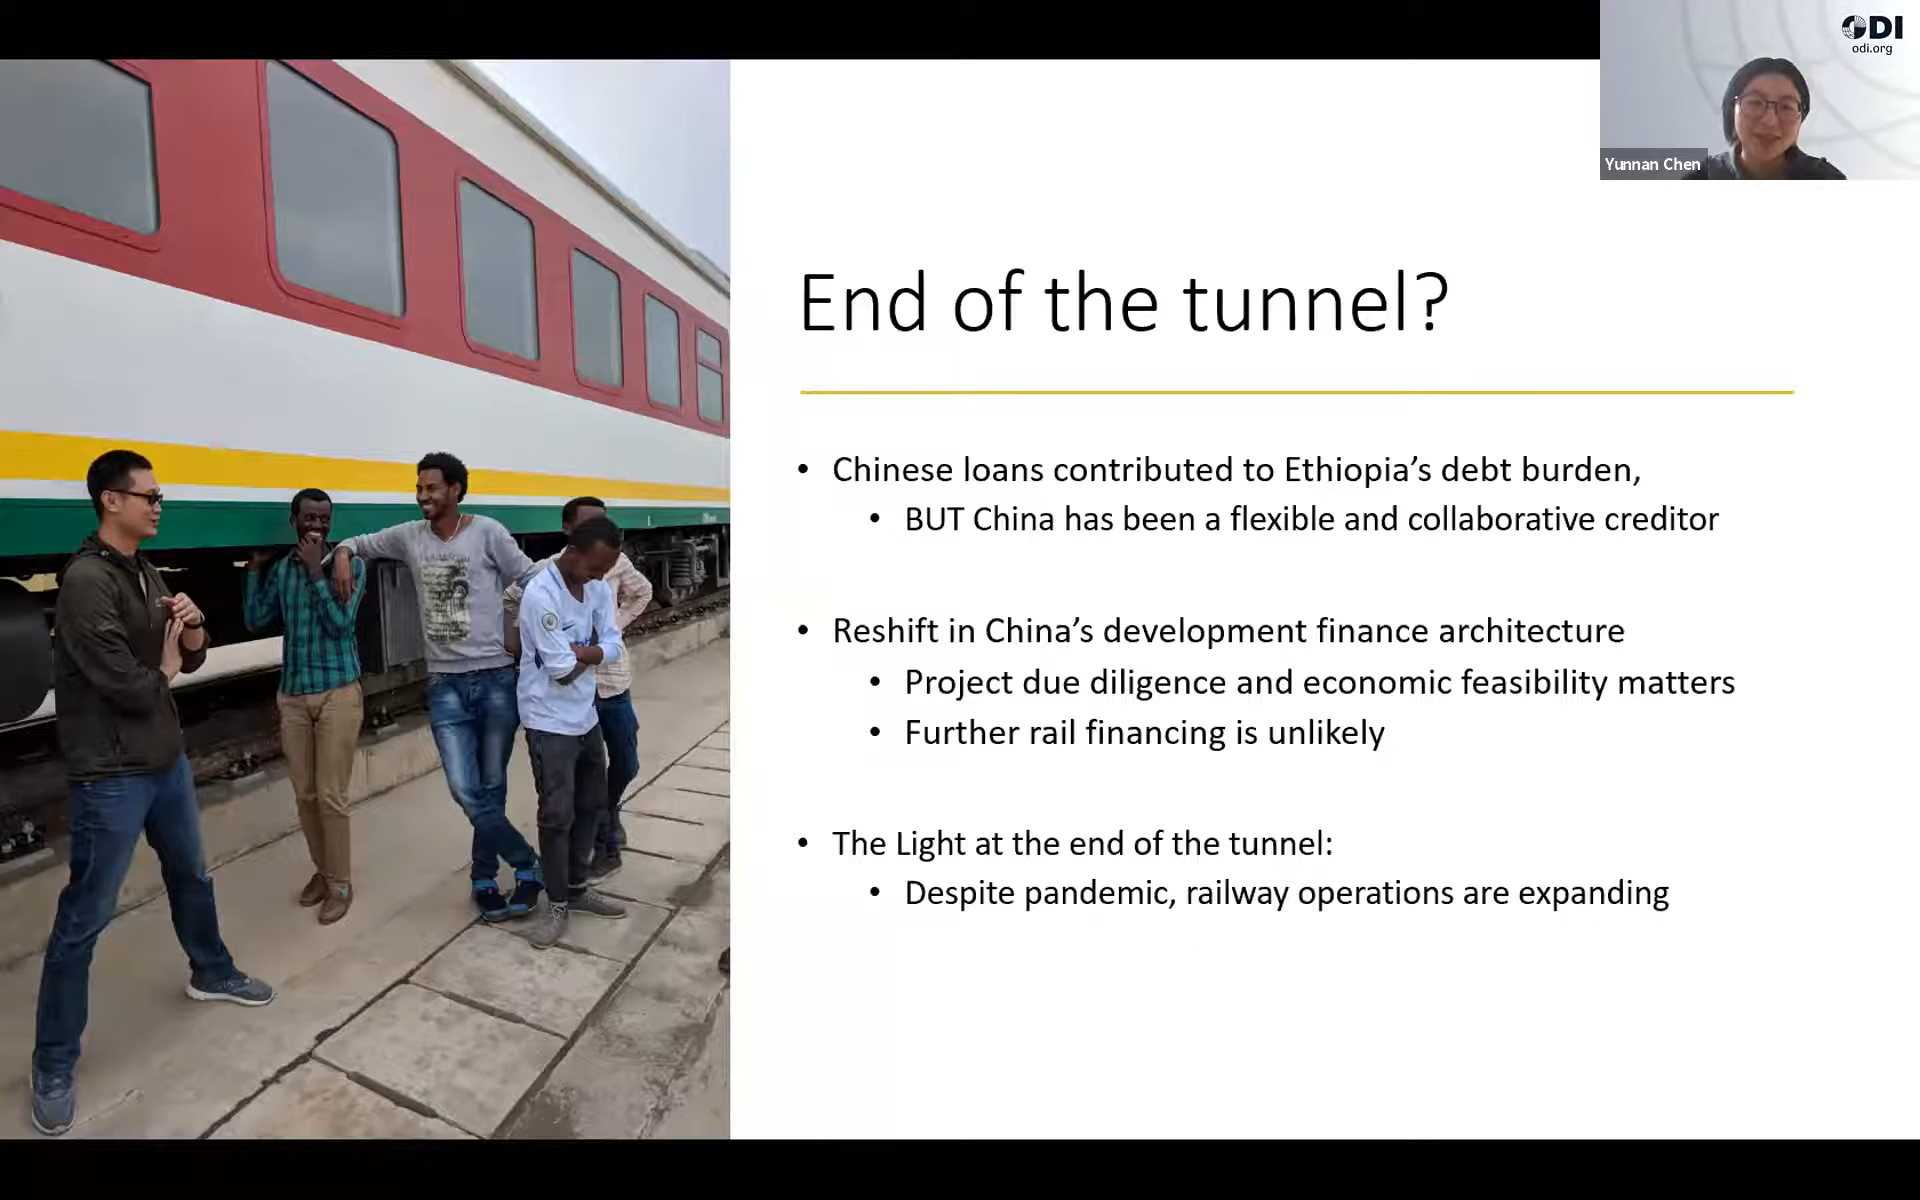 ODI
odi.org
Yunnan Chen
End of the tunnel?
• Chinese loans contributed to Ethiopia’s debt burden,
• BUT China has been a flexible and collaborative creditor
• Reshift in China’s development finance architecture
• Project due diligence and economic feasibility matters
• Further rail financing is unlikely
• The Light at the end of the tunnel:
• Despite pandemic, railway operations are expanding